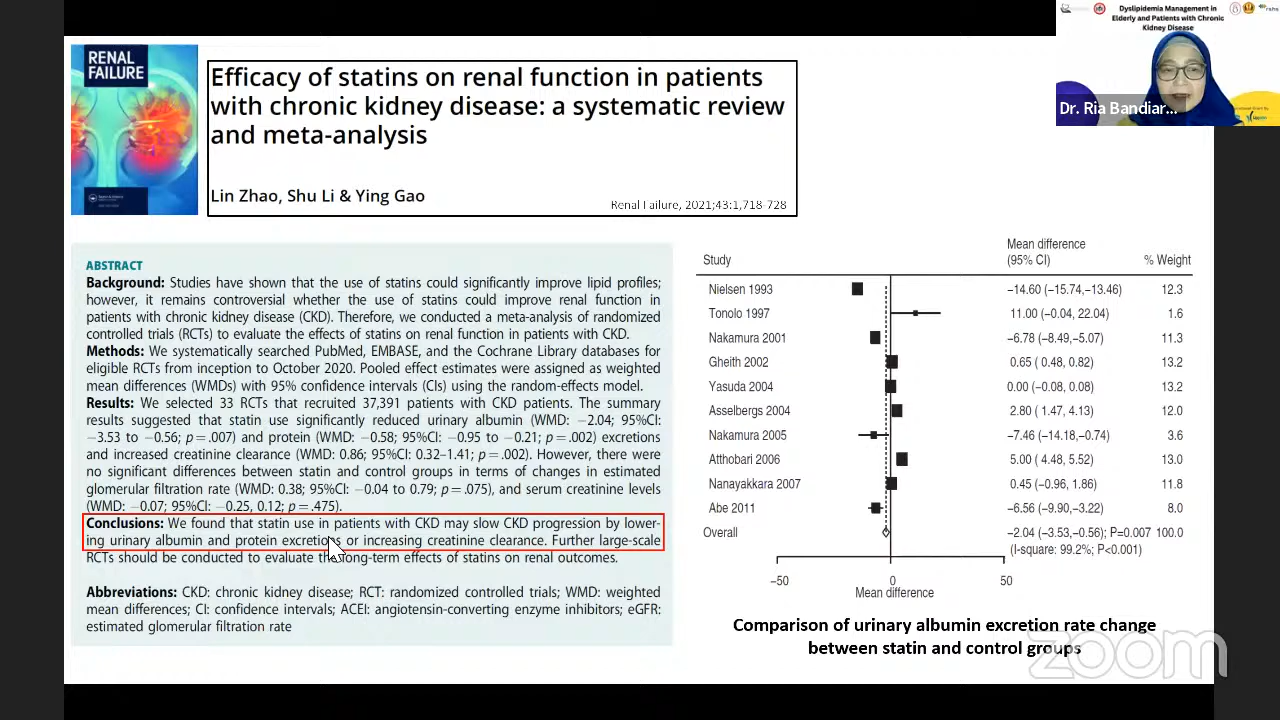 Dyslipidemia Management in
Elderly and Patients with Chronic
Kidney Disease
Dr. Ria Bandiar...
RENAL
FAILURE
Efficacy of statins on renal function in patients
with chronic kidney disease: a systematic review
and meta-analysis
Lin Zhao, Shu Li & Ying Gao
Renal Failure, 2021;43:1,718-728
ABSTRACT
Background: Studies have shown that the use of statins could significantly improve lipid profiles;
however, it remains controversial whether the use of statins could improve renal function in
patients with chronic kidney disease (CKD). Therefore, we conducted a meta-analysis of randomized
controlled trials (RCTs) to evaluate the effects of statins on renal function in patients with CKD.
Methods: We systematically searched PubMed, EMBASE, and the Cochrane Library databases for
eligible RCTs from inception to October 2020. Pooled effect estimates were assigned as weighted
mean differences (WMDs) with 95% confidence intervals (CIs) using the random-effects model.
Results: We selected 33 RCTs that recruited 37,391 patients with CKD patients. The summary
results suggested that statin use significantly reduced urinary albumin (WMD: −2.04; 95%CI:
−3.53 to −0.56; p = .007) and protein (WMD: −0.58; 95%CI: −0.95 to −0.21; p = .002) excretions
and increased creatinine clearance (WMD: 0.86; 95%CI: 0.32–1.41; p = .002). However, there were
no significant differences between statin and control groups in terms of changes in estimated
glomerular filtration rate (WMD: 0.38; 95%CI: −0.04 to 0.79; p = .075), and serum creatinine levels
(WMD: −0.07; 95%CI: −0.25, 0.12; p = .475).
Conclusions: We found that statin use in patients with CKD may slow CKD progression by lower-
ing urinary albumin and protein excretions or increasing creatinine clearance. Further large-scale
RCTs should be conducted to evaluate the long-term effects of statins on renal outcomes.
Abbreviations: CKD: chronic kidney disease; RCT: randomized controlled trials; WMD: weighted
mean differences; CI: confidence intervals; ACEI: angiotensin-converting enzyme inhibitors; eGFR:
estimated glomerular filtration rate
Mean difference
Study (95% CI) % Weight
Nielsen 1993 −14.60 (−15.74,−13.46) 12.3
Tonolo 1997 11.00 (−0.04, 22.04) 1.6
Nakamura 2001 −6.78 (−8.49,−5.07) 11.3
Gheith 2002 0.65 ( 0.48, 0.82) 13.2
Yasuda 2004 0.00 (−0.08, 0.08) 13.2
Asselbergs 2004 2.80 ( 1.47, 4.13) 12.0
Nakamura 2005 −7.46 (−14.18,−0.74) 3.6
Atthobari 2006 5.00 ( 4.48, 5.52) 13.0
Nanayakkara 2007 0.45 (−0.96, 1.86) 11.8
Abe 2011 −6.56 (−9.90,−3.22) 8.0
Overall −2.04 (−3.53,−0.56); P=0.007 100.0
(I-square: 99.2%; P<0.001)
−50 0 50
Mean difference
Comparison of urinary albumin excretion rate change
between statin and control groups
zoom